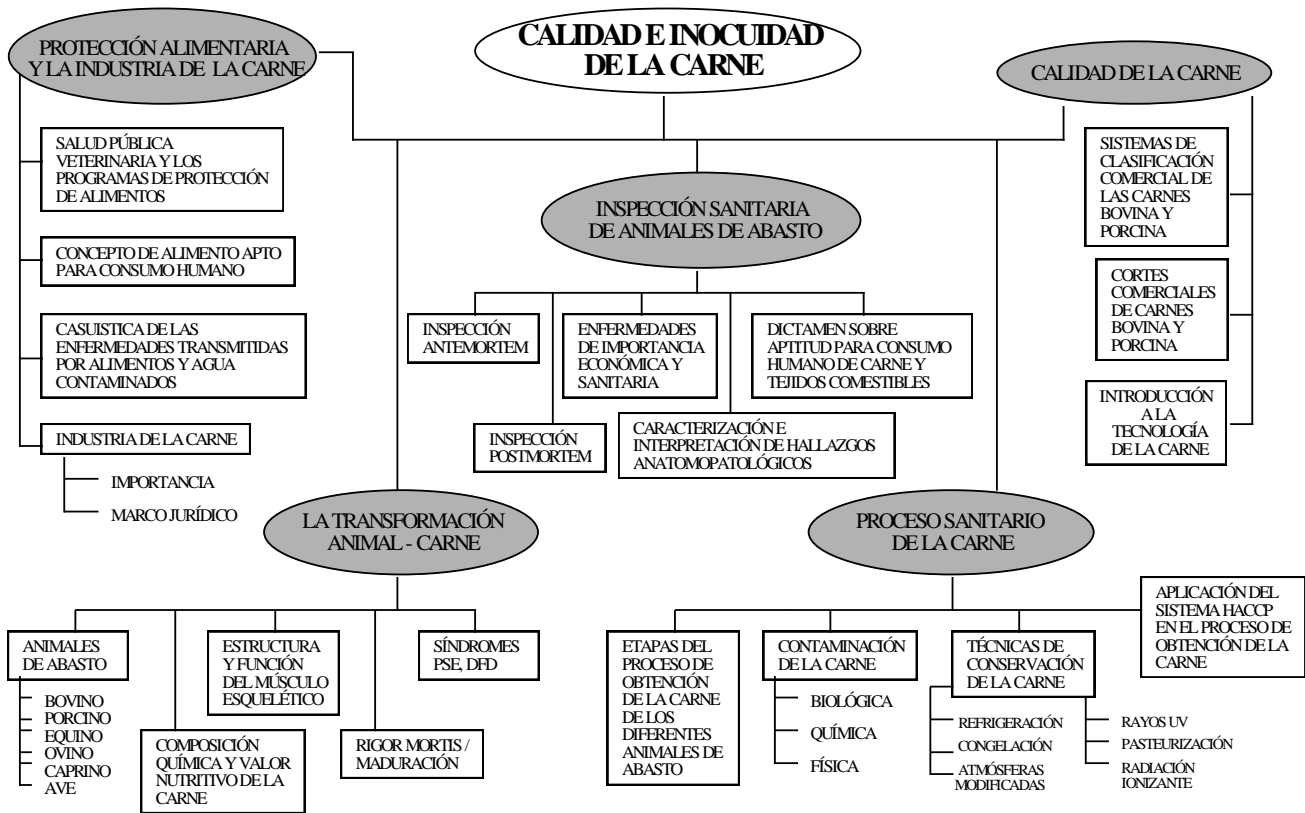 CALIDAD E INOCUIDAD
DE LA CARNE
PROTECCIÓN ALIMENTARIA
Y LA INDUSTRIA DE LA CARNE
SALUD PÚBLICA
VETERINARIA Y LOS
PROGRAMAS DE PROTECCIÓN
DE ALIMENTOS
CONCEPTO DE ALIMENTO APTO
PARA CONSUMO HUMANO
CASUISTICA DE LAS
ENFERMEDADES TRANSMITIDAS
POR ALIMENTOS Y AGUA
CONTAMINADOS
INDUSTRIA DE LA CARNE
IMPORTANCIA
MARCO JURÍDICO
INSPECCIÓN SANITARIA
DE ANIMALES DE ABASTO
INSPECCIÓN
ANTEMORTEM
INSPECCIÓN
POSTMORTEM
ENFERMEDADES
DE IMPORTANCIA
ECONÓMICA Y
SANITARIA
CARACTERIZACIÓN E
INTERPRETACIÓN DE HALLAZGOS
ANATOMOPATOLÓGICOS
DICTAMEN SOBRE
APTITUD PARA CONSUMO
HUMANO DE CARNE Y
TEJIDOS COMESTIBLES
CALIDAD DE LA CARNE
SISTEMAS DE
CLASIFICACIÓN
COMERCIAL DE
LAS CARNES
BOVINA Y
PORCINA
CORTES
COMERCIALES
DE CARNES
BOVINA Y
PORCINA
INTRODUCCIÓN
A LA
TECNOLOGÍA
DE LA CARNE
LA TRANSFORMACIÓN
ANIMAL - CARNE
ANIMALES
DE ABASTO
BOVINO
PORCINO
EQUINO
OVINO
CAPRINO
AVE
COMPOSICIÓN
QUÍMICA Y VALOR
NUTRITIVO DE LA
CARNE
ESTRUCTURA
Y FUNCIÓN
DEL MÚSCULO
ESQUELÉTICO
RIGOR MORTIS /
MADURACIÓN
SÍNDROMES
PSE, DFD
PROCESO SANITARIO
DE LA CARNE
ETAPAS DEL
PROCESO DE
OBTENCIÓN
DE LA CARNE
DE LOS
DIFERENTES
ANIMALES DE
ABASTO
CONTAMINACIÓN
DE LA CARNE
BIOLÓGICA
QUÍMICA
FÍSICA
TÉCNICAS DE
CONSERVACIÓN
DE LA CARNE
REFRIGERACIÓN
CONGELACIÓN
ATMÓSFERAS
MODIFICADAS
RAYOS UV
PASTEURIZACIÓN
RADIACIÓN
IONIZANTE
APLICACIÓN DEL
SISTEMA HACCP
EN EL PROCESO DE
OBTENCIÓN DE LA
CARNE